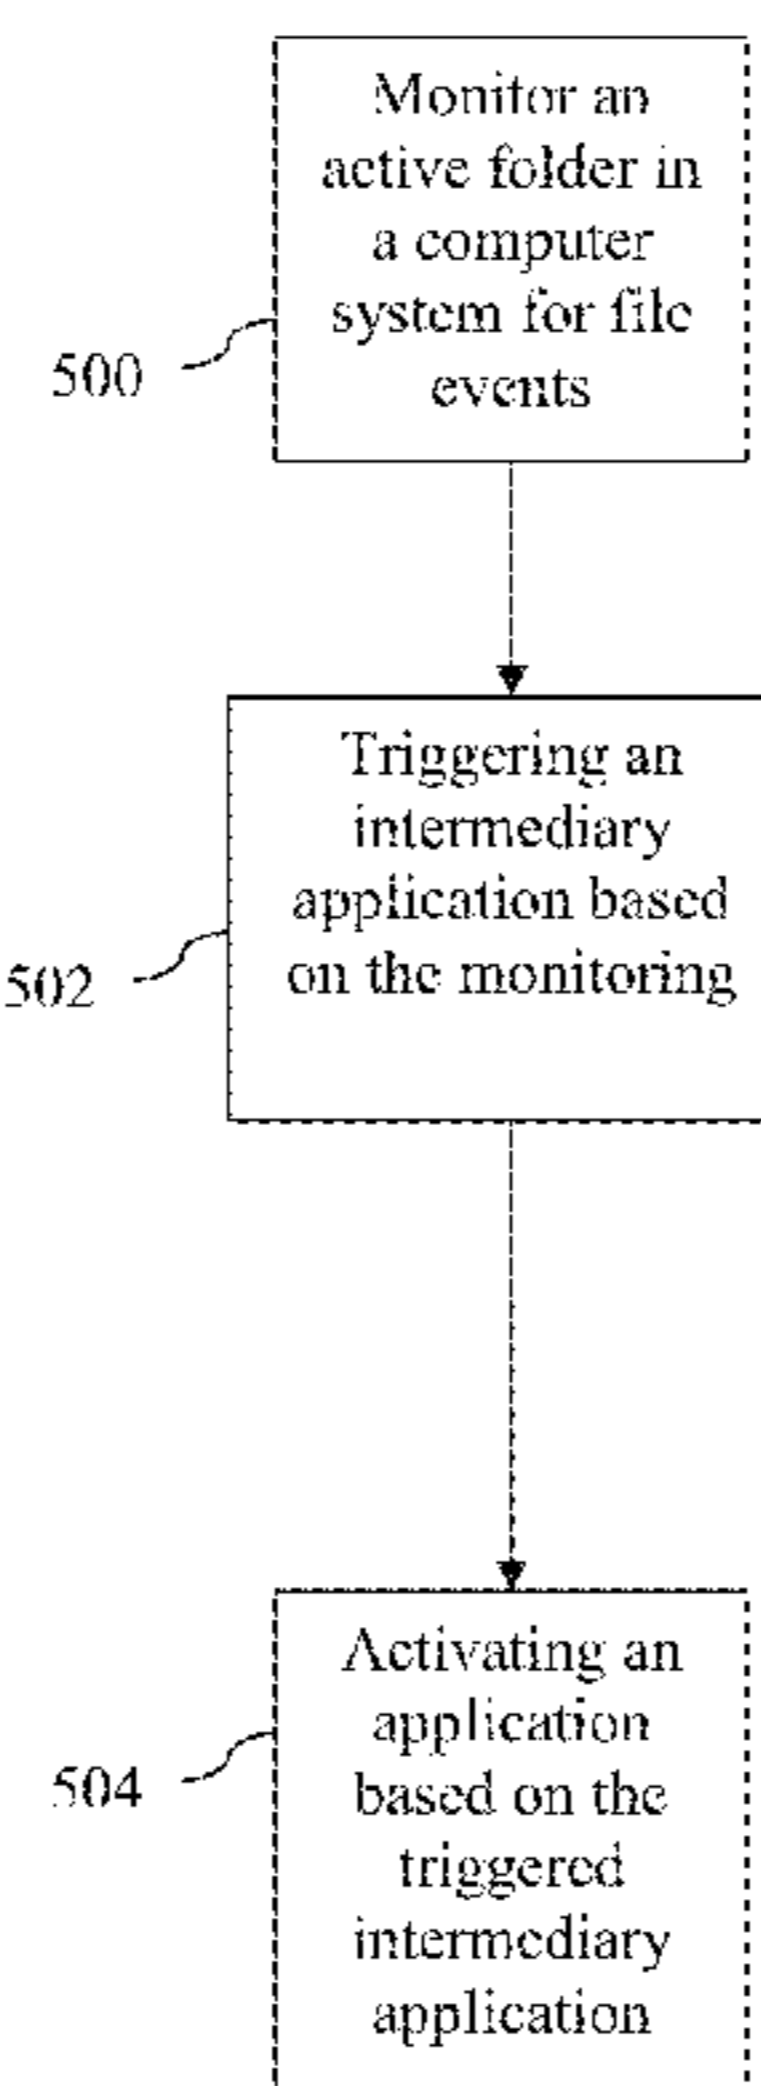 Monitor an
active folder in
a computer
system for file
events
500
Triggering an
intermediary
application based
on the monitoring
502
Activating an
application
based on the
triggered
intermediary
application
504